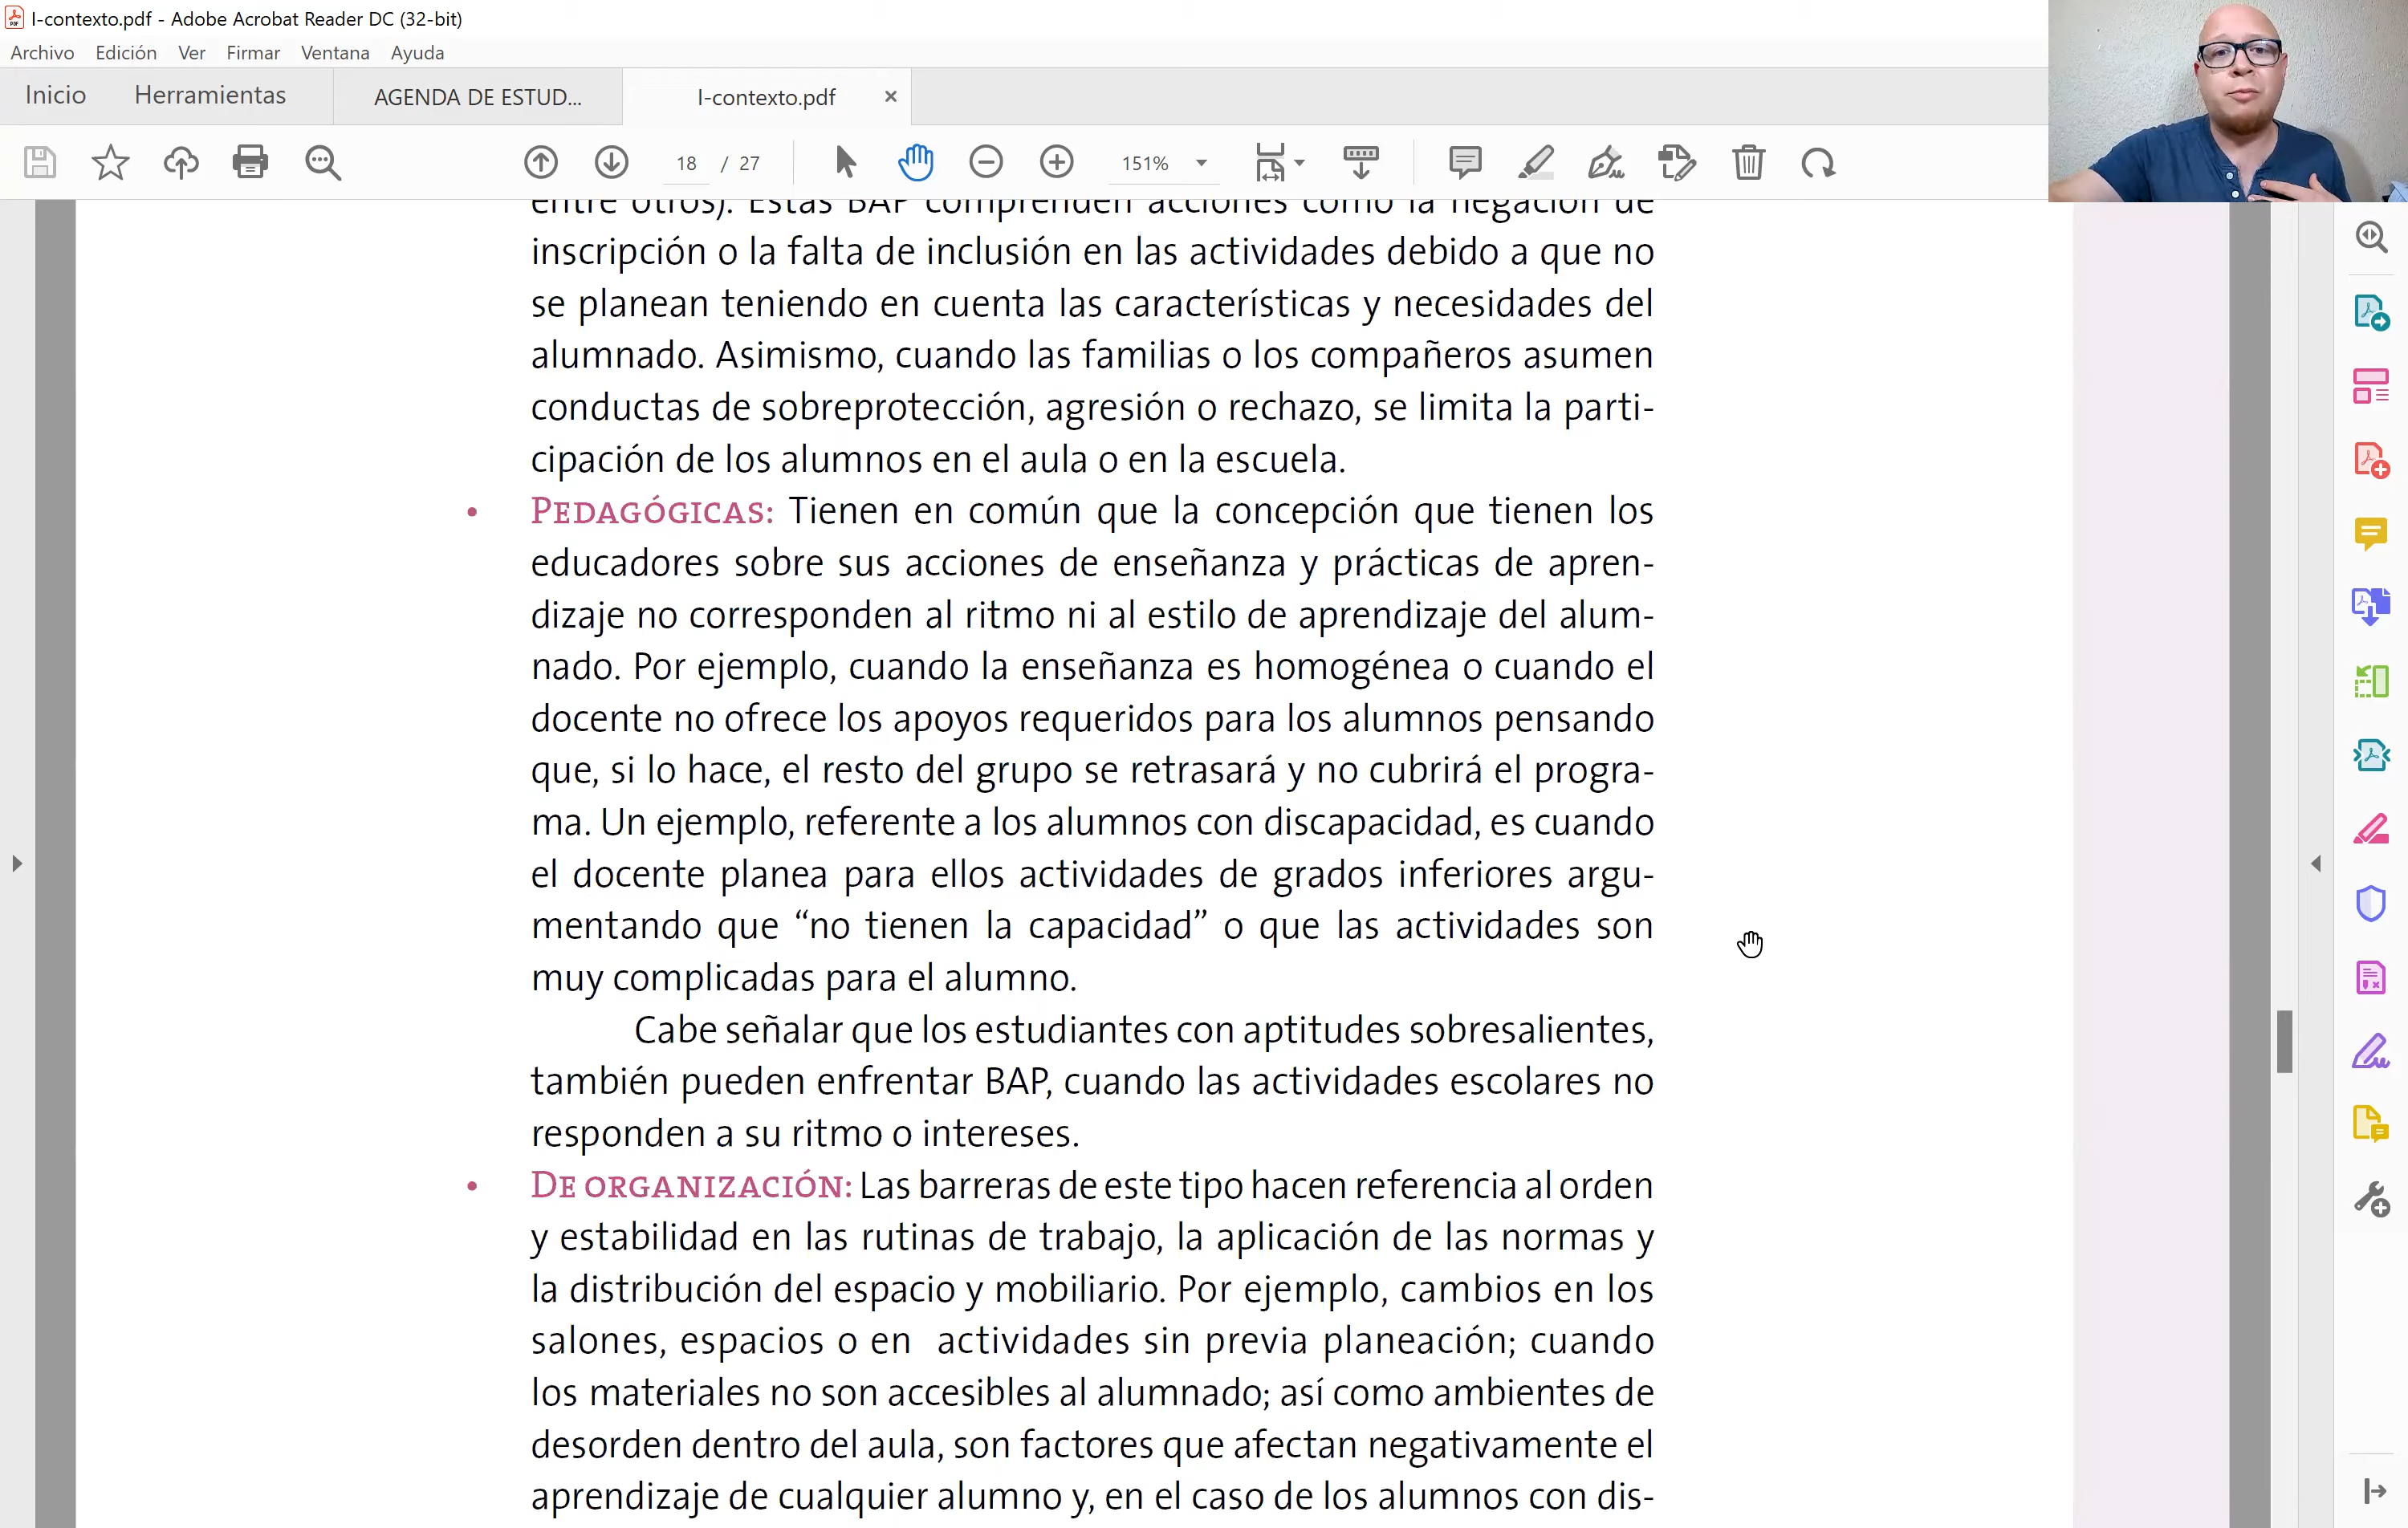 I-contexto.pdf - Adobe Acrobat Reader DC (32-bit)
Archivo Edición Ver Firmar Ventana Ayuda
Inicio Herramientas AGENDA DE ESTUD... I-contexto.pdf ×
18 / 27 151%
entre otros). Estas BAP comprenden acciones como la negación de
inscripción o la falta de inclusión en las actividades debido a que no
se planean teniendo en cuenta las características y necesidades del
alumnado. Asimismo, cuando las familias o los compañeros asumen
conductas de sobreprotección, agresión o rechazo, se limita la parti-
cipación de los alumnos en el aula o en la escuela.
• PEDAGÓGICAS: Tienen en común que la concepción que tienen los
educadores sobre sus acciones de enseñanza y prácticas de apren-
dizaje no corresponden al ritmo ni al estilo de aprendizaje del alum-
nado. Por ejemplo, cuando la enseñanza es homogénea o cuando el
docente no ofrece los apoyos requeridos para los alumnos pensando
que, si lo hace, el resto del grupo se retrasará y no cubrirá el progra-
ma. Un ejemplo, referente a los alumnos con discapacidad, es cuando
el docente planea para ellos actividades de grados inferiores argu-
mentando que “no tienen la capacidad” o que las actividades son
muy complicadas para el alumno.
Cabe señalar que los estudiantes con aptitudes sobresalientes,
también pueden enfrentar BAP, cuando las actividades escolares no
responden a su ritmo o intereses.
• DE ORGANIZACIÓN: Las barreras de este tipo hacen referencia al orden
y estabilidad en las rutinas de trabajo, la aplicación de las normas y
la distribución del espacio y mobiliario. Por ejemplo, cambios en los
salones, espacios o en actividades sin previa planeación; cuando
los materiales no son accesibles al alumnado; así como ambientes de
desorden dentro del aula, son factores que afectan negativamente el
aprendizaje de cualquier alumno y, en el caso de los alumnos con dis-